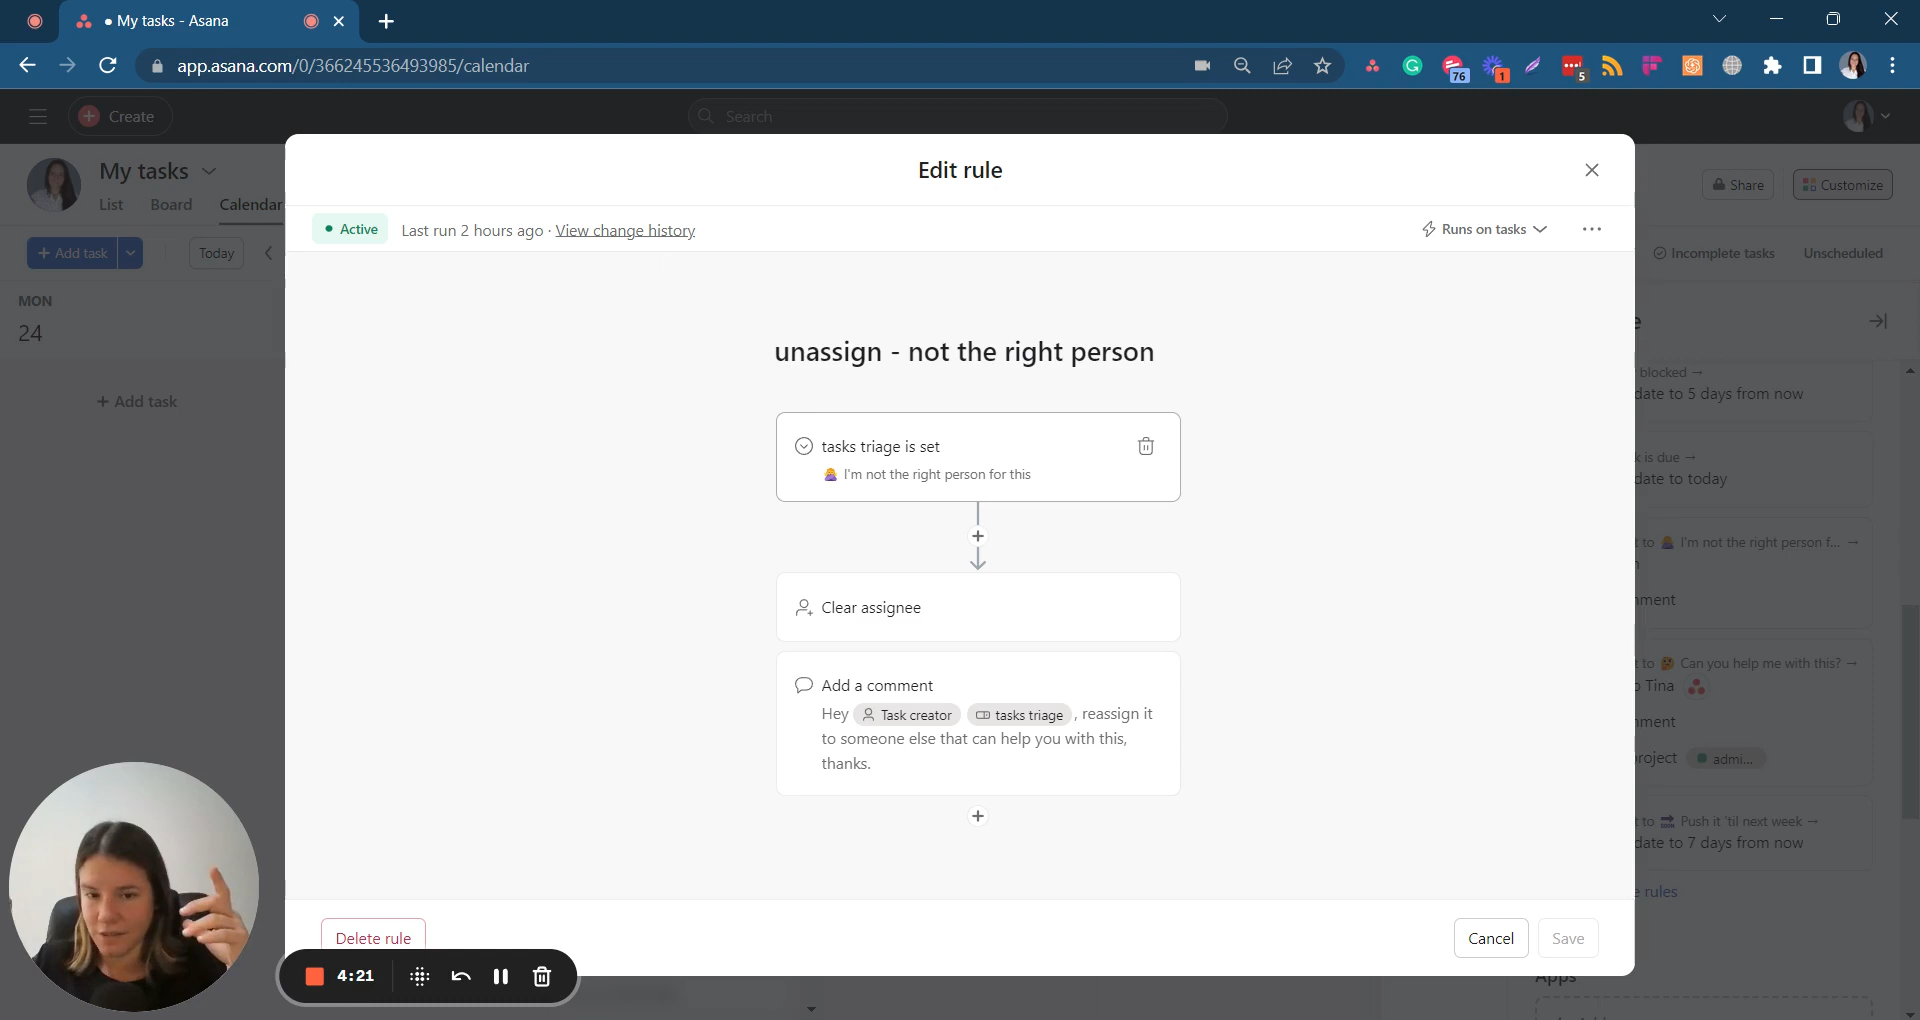 My tasks - Asana
app.asana.com/0/366245536493985/calendar
76
1
5
Create
Search
My tasks
List Board Calendar
Share
Customize
Add task
Today
Incomplete tasks
Unscheduled
MON
24
+ Add task
Edit rule
Active
Last run 2 hours ago · View change history
Runs on tasks
unassign - not the right person
tasks triage is set
I'm not the right person for this
Clear assignee
Add a comment
Hey Task creator tasks triage , reassign it
to someone else that can help you with this,
thanks.
Delete rule
Cancel
Save
blocked →
date to 5 days from now
is due →
date to today
to I'm not the right person f... →
to Can you help me with this? →
Tina
admi...
to Push it 'til next week →
date to 7 days from now
rules
Apps
4:21